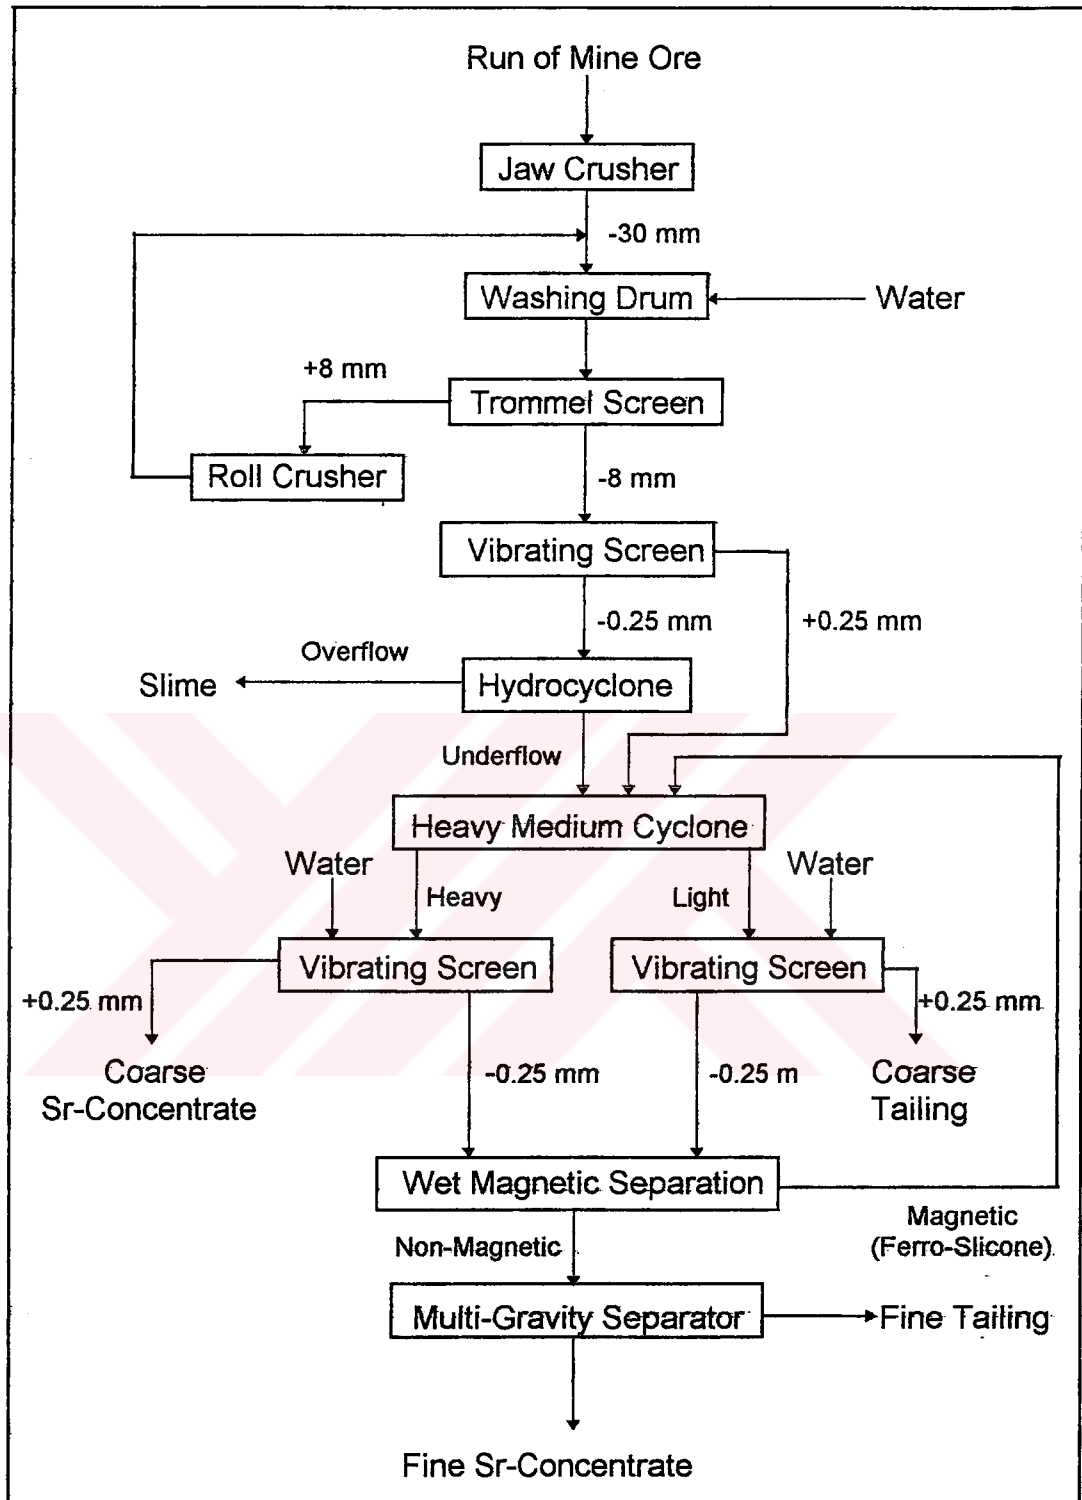 Run of Mine Ore
Jaw Crusher
-30 mm
Washing Drum
Water
+8 mm
Trommel Screen
Roll Crusher
-8 mm
Vibrating Screen
-0.25 mm
+0.25 mm
Overflow
Slime
Hydrocyclone
Underflow
Heavy Medium Cyclone
Water
Heavy
Light
Water
Vibrating Screen
Vibrating Screen
+0.25 mm
+0.25 mm
Coarse
Sr-Concentrate
-0.25 mm
-0.25 m
Coarse
Tailing
Wet Magnetic Separation
Magnetic
(Ferro-Slicone)
Non-Magnetic
Multi-Gravity Separator
Fine Tailing
Fine Sr-Concentrate